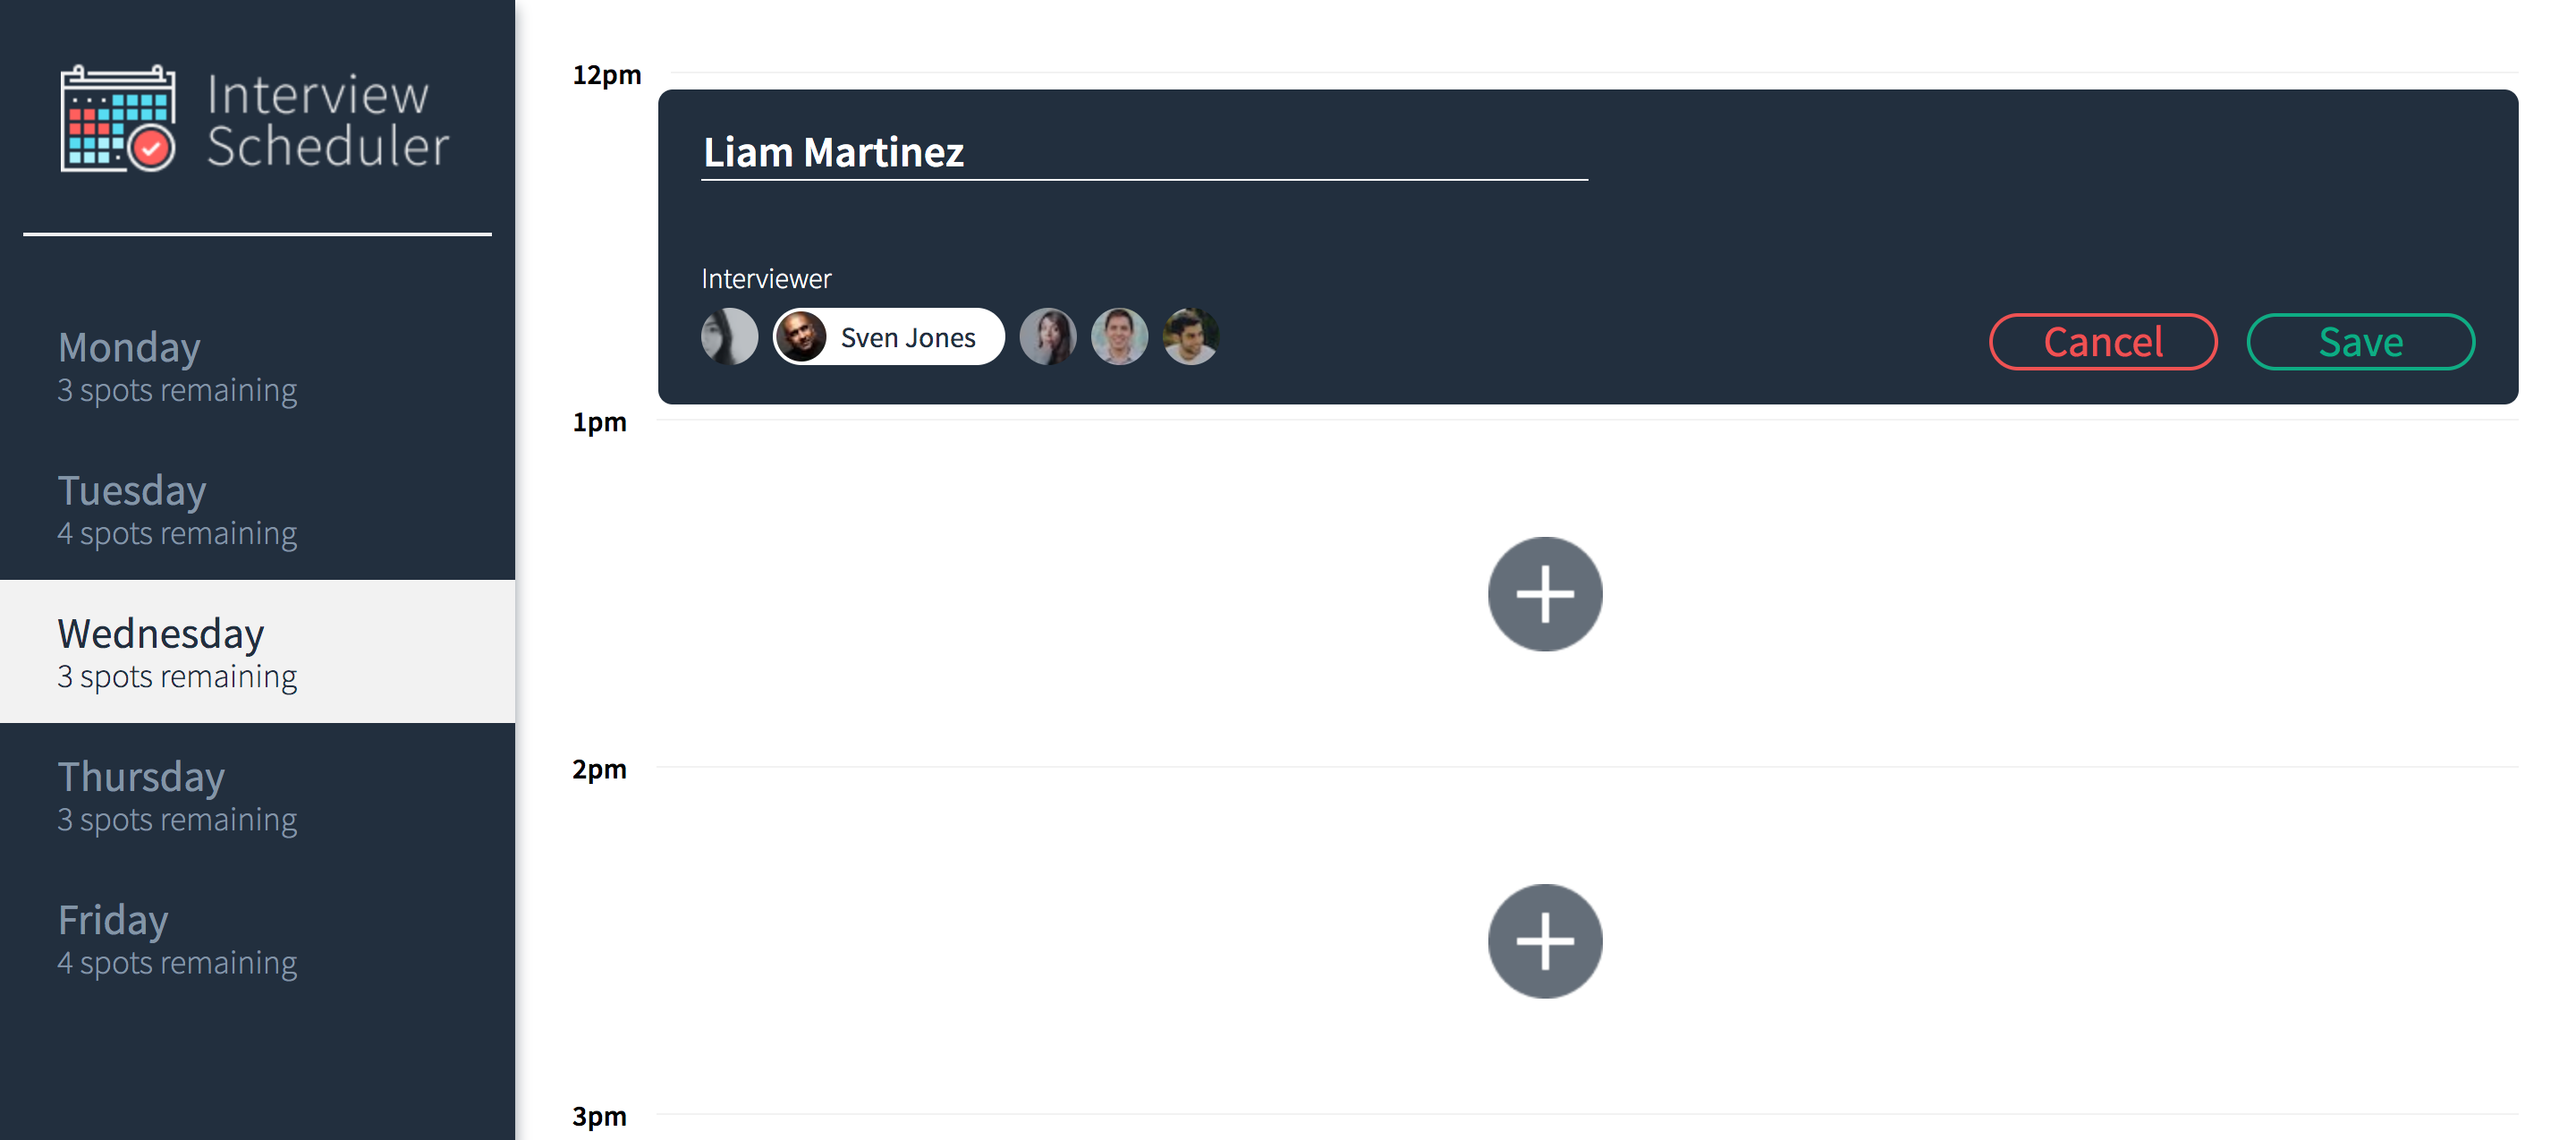 Interview
Scheduler
Monday
3 spots remaining
Tuesday
4 spots remaining
Wednesday
3 spots remaining
Thursday
3 spots remaining
Friday
4 spots remaining
12pm
Liam Martinez
Interviewer
Sven Jones
Cancel
Save
1pm
2pm
3pm